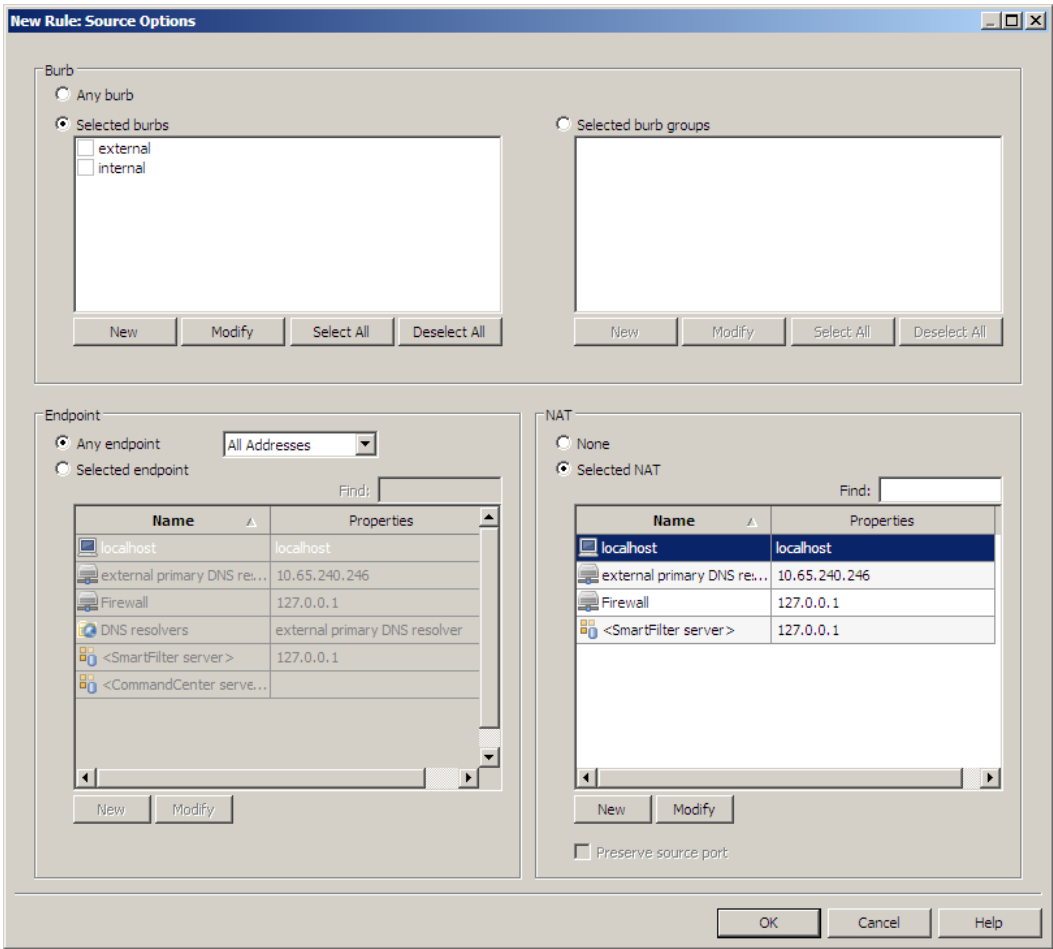 New Rule: Source Options
Burb
Any burb
Selected burbs
external
internal
New Modify Select All Deselect All
Selected burb groups
New Modify Select All Deselect All
Endpoint
Any endpoint All Addresses
Selected endpoint
Find:
Name Properties
localhost localhost
external primary DNS re:... 10.65.240.246
Firewall 127.0.0.1
DNS resolvers external primary DNS resolver
<SmartFilter server> 127.0.0.1
<CommandCenter serve...
New Modify
NAT
None
Selected NAT
Find:
Name Properties
localhost localhost
external primary DNS re:... 10.65.240.246
Firewall 127.0.0.1
<SmartFilter server> 127.0.0.1
New Modify
Preserve source port
OK Cancel Help